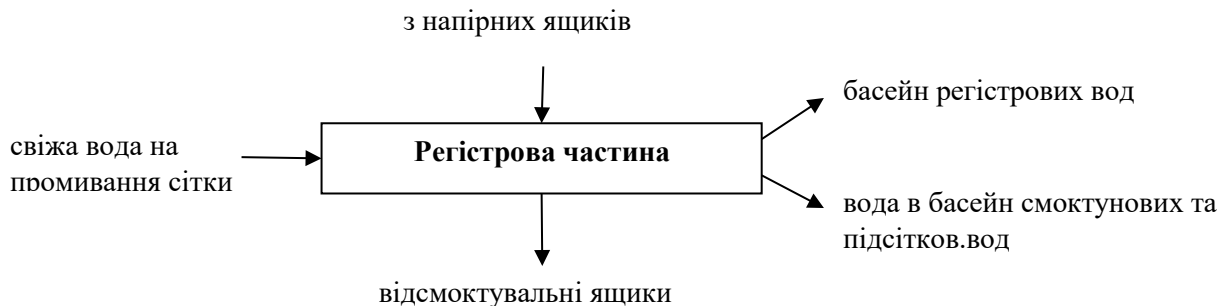 з напірних ящиків
басейн регістрових вод
свіжа вода на
промивання сітки
Регістрова частина
вода в басейн смоктунових та
підсітков.вод
відсмоктувальні ящики